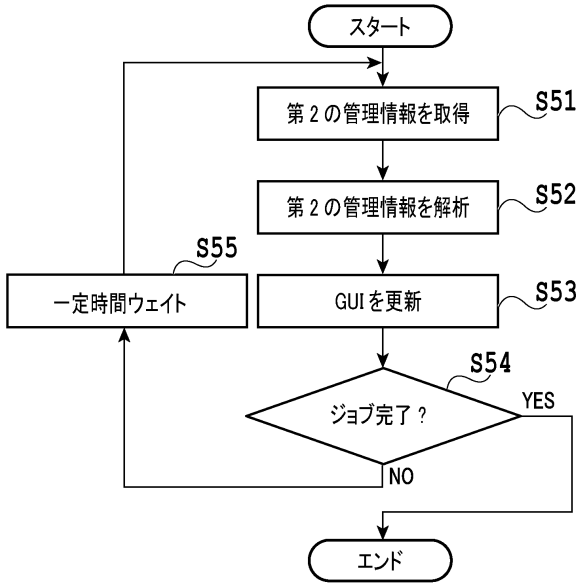 スタート
第2の管理情報を取得
S51
第2の管理情報を解析
S52
S55
一定時間ウェイト
GUIを更新
S53
S54
ジョブ完了?
YES
NO
エンド